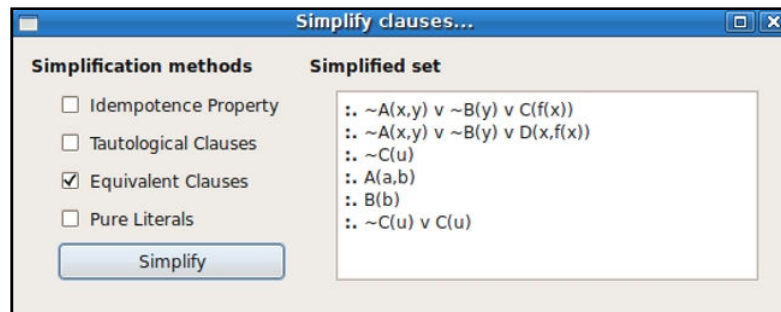 Simplify clauses...
Simplification methods
Simplified set
Idempotence Property
Tautological Clauses
Equivalent Clauses
Pure Literals
Simplify
:. ~A(x,y) v ~B(y) v C(f(x))
:. ~A(x,y) v ~B(y) v D(x,f(x))
:. ~C(u)
:. A(a,b)
:. B(b)
:. ~C(u) v C(u)